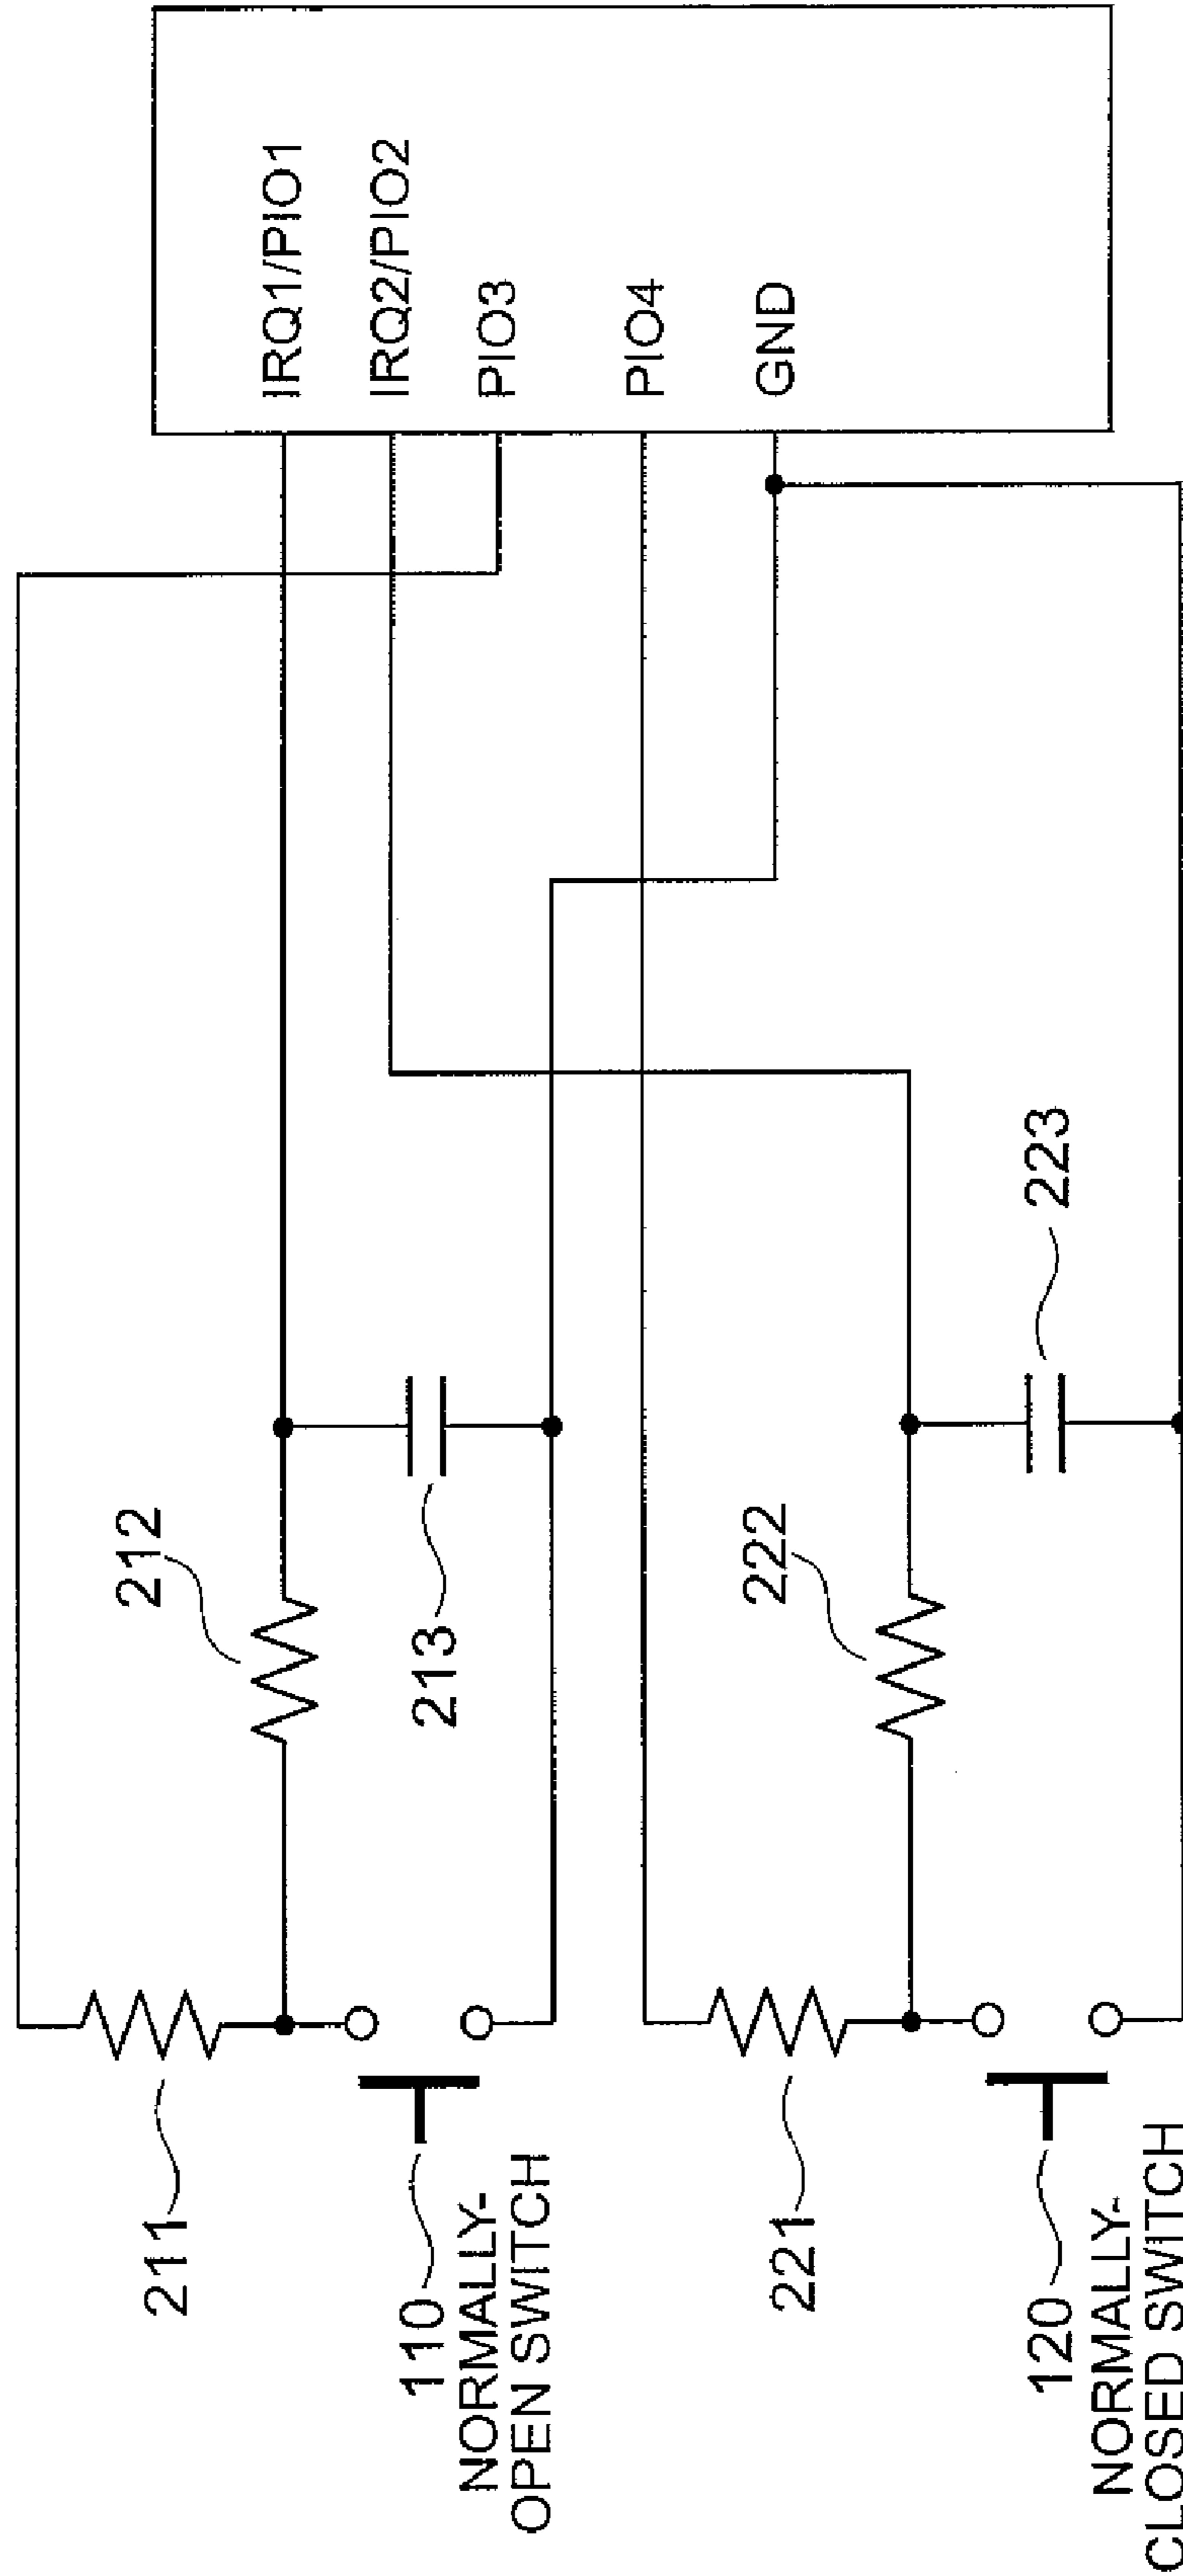 IRQ1/PIO1
IRQ2/PIO2
PIO3
PIO4
GND
211
212
213
110
NORMALLY-
OPEN SWITCH
221
222
223
120
NORMALLY-
CLOSED SWITCH